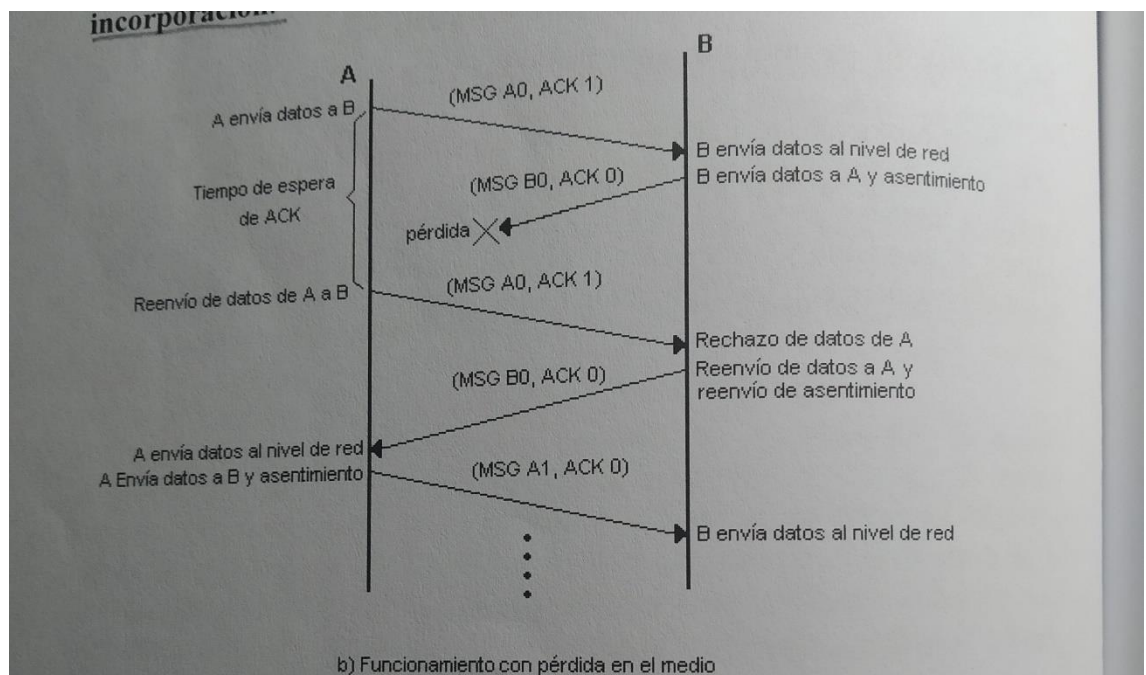 incorporación.
B
A
(MSG A0, ACK 1)
A envía datos a B
B envía datos al nivel de red
(MSG B0, ACK 0)
B envía datos a A y asentimiento
Tiempo de espera
de ACK
pérdida
(MSG A0, ACK 1)
Reenvío de datos de A a B
Rechazo de datos de A
(MSG B0, ACK 0)
Reenvío de datos a A y
reenvío de asentimiento
A envía datos al nivel de red
A Envía datos a B y asentimiento
(MSG A1, ACK 0)
B envía datos al nivel de red
b) Funcionamiento con pérdida en el medio